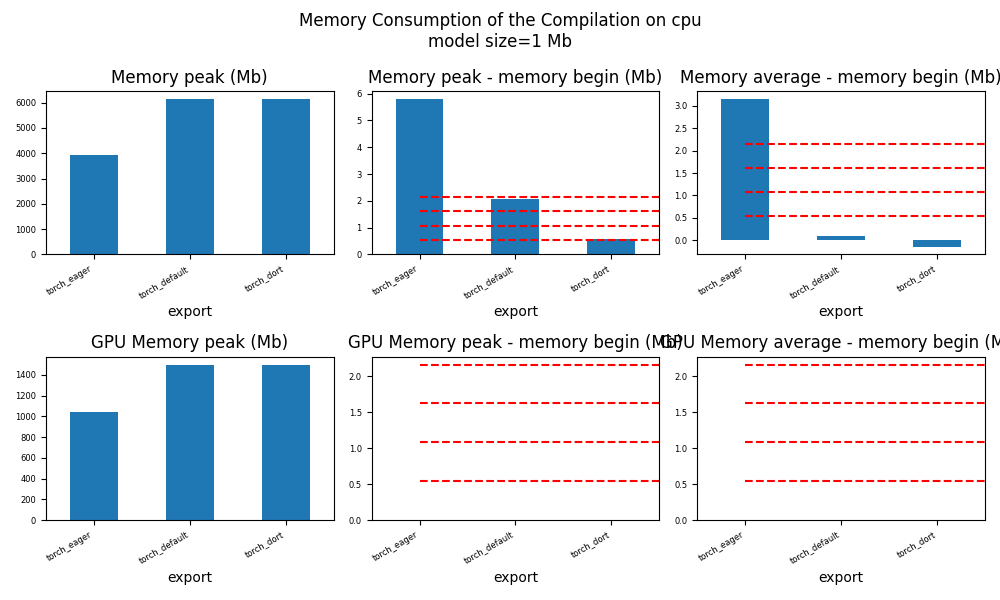 Memory Consumption of the Compilation on cpu
model size=1 Mb
Memory peak (Mb)
Memory peak - memory begin (Mb)
Memory average - memory begin (Mb)
6000
5000
4000
3000
2000
1000
0
torch_eager
torch_default
torch_dort
export
6
5
4
3
2
1
0
torch_eager
torch_default
torch_dort
export
3.0
2.5
2.0
1.5
1.0
0.5
0.0
torch_eager
torch_default
torch_dort
export
GPU Memory peak (Mb)
GPU Memory peak - memory begin (Mb)
GPU Memory average - memory begin (M
1400
1200
1000
800
600
400
200
0
torch_eager
torch_default
torch_dort
export
2.0
1.5
1.0
0.5
0.0
torch_eager
torch_default
torch_dort
export
2.0
1.5
1.0
0.5
0.0
torch_eager
torch_default
torch_dort
export